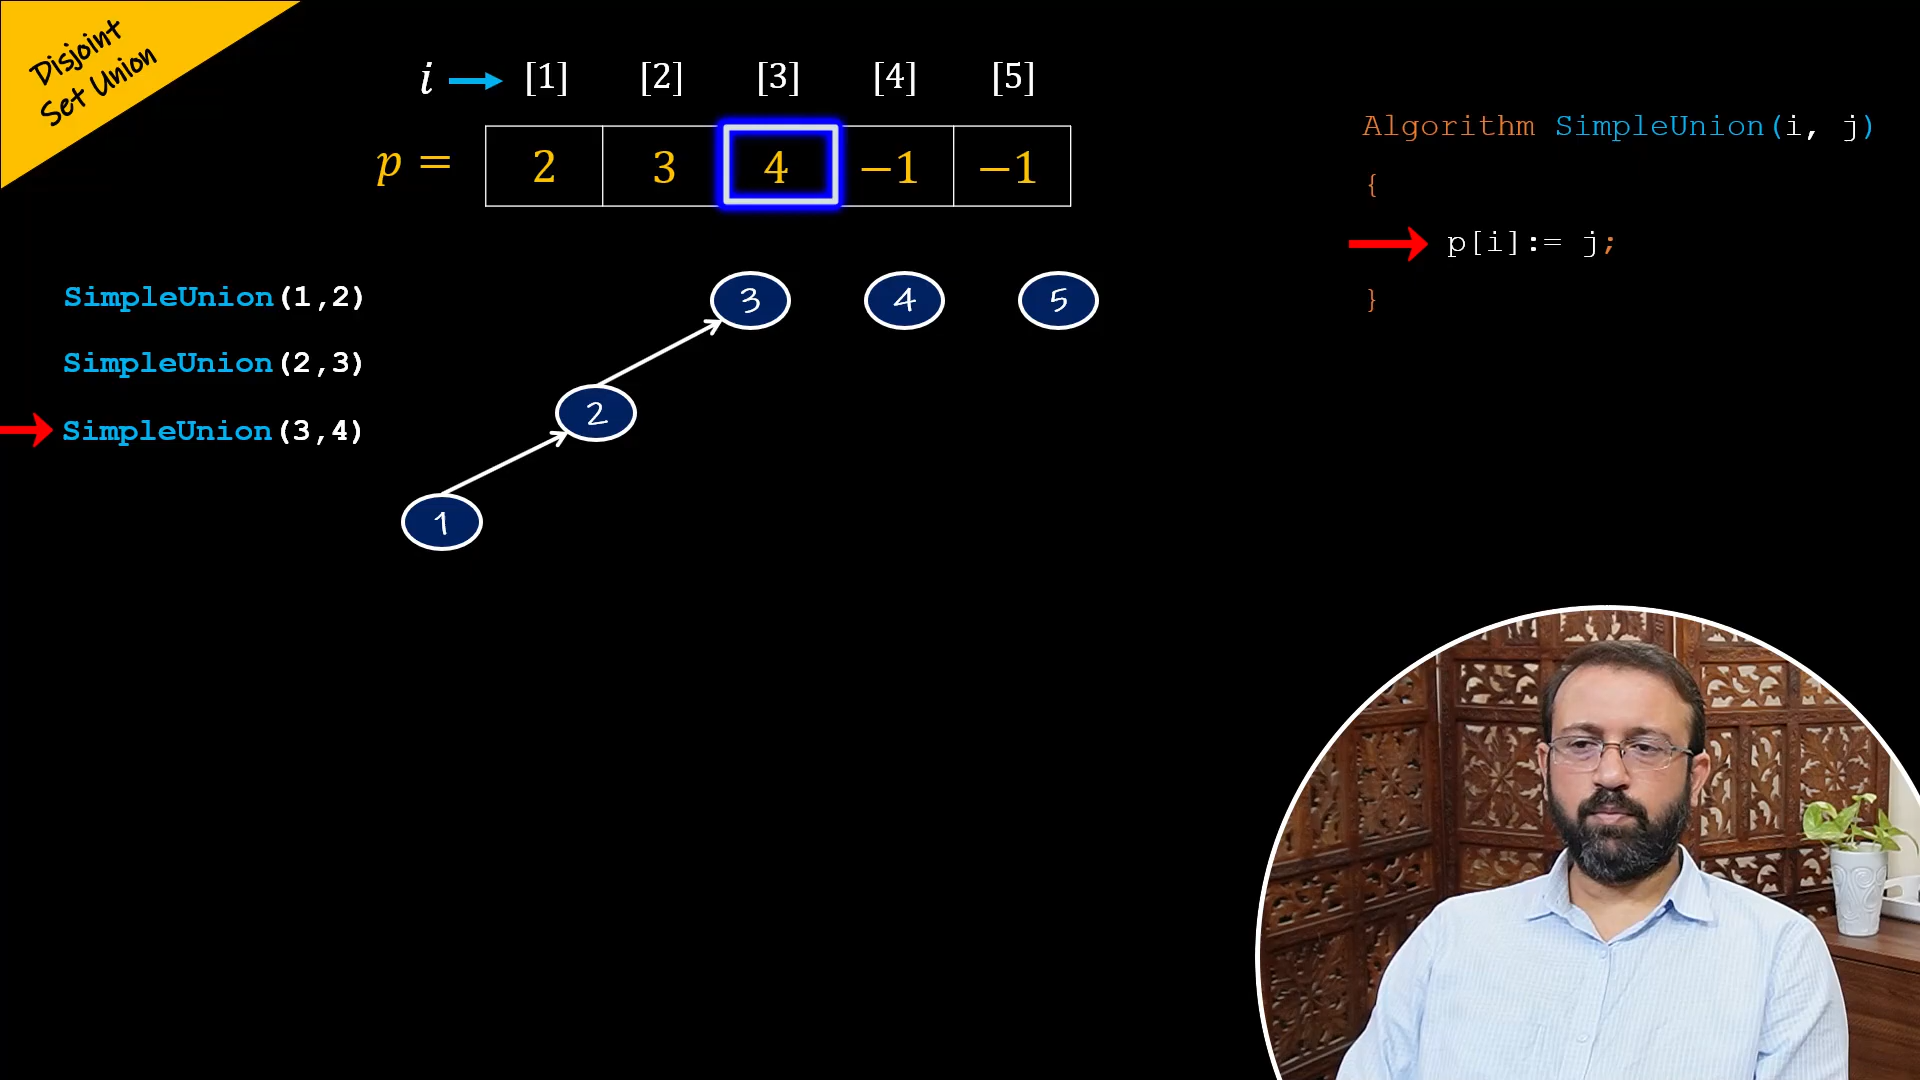 Disjoint
Set Union
i [1] [2] [3] [4] [5]
p = 2 3 4 −1 −1
Algorithm SimpleUnion(i, j)
{
p[i]:= j;
}
SimpleUnion(1,2)
SimpleUnion(2,3)
SimpleUnion(3,4)
3 4 5
2
1